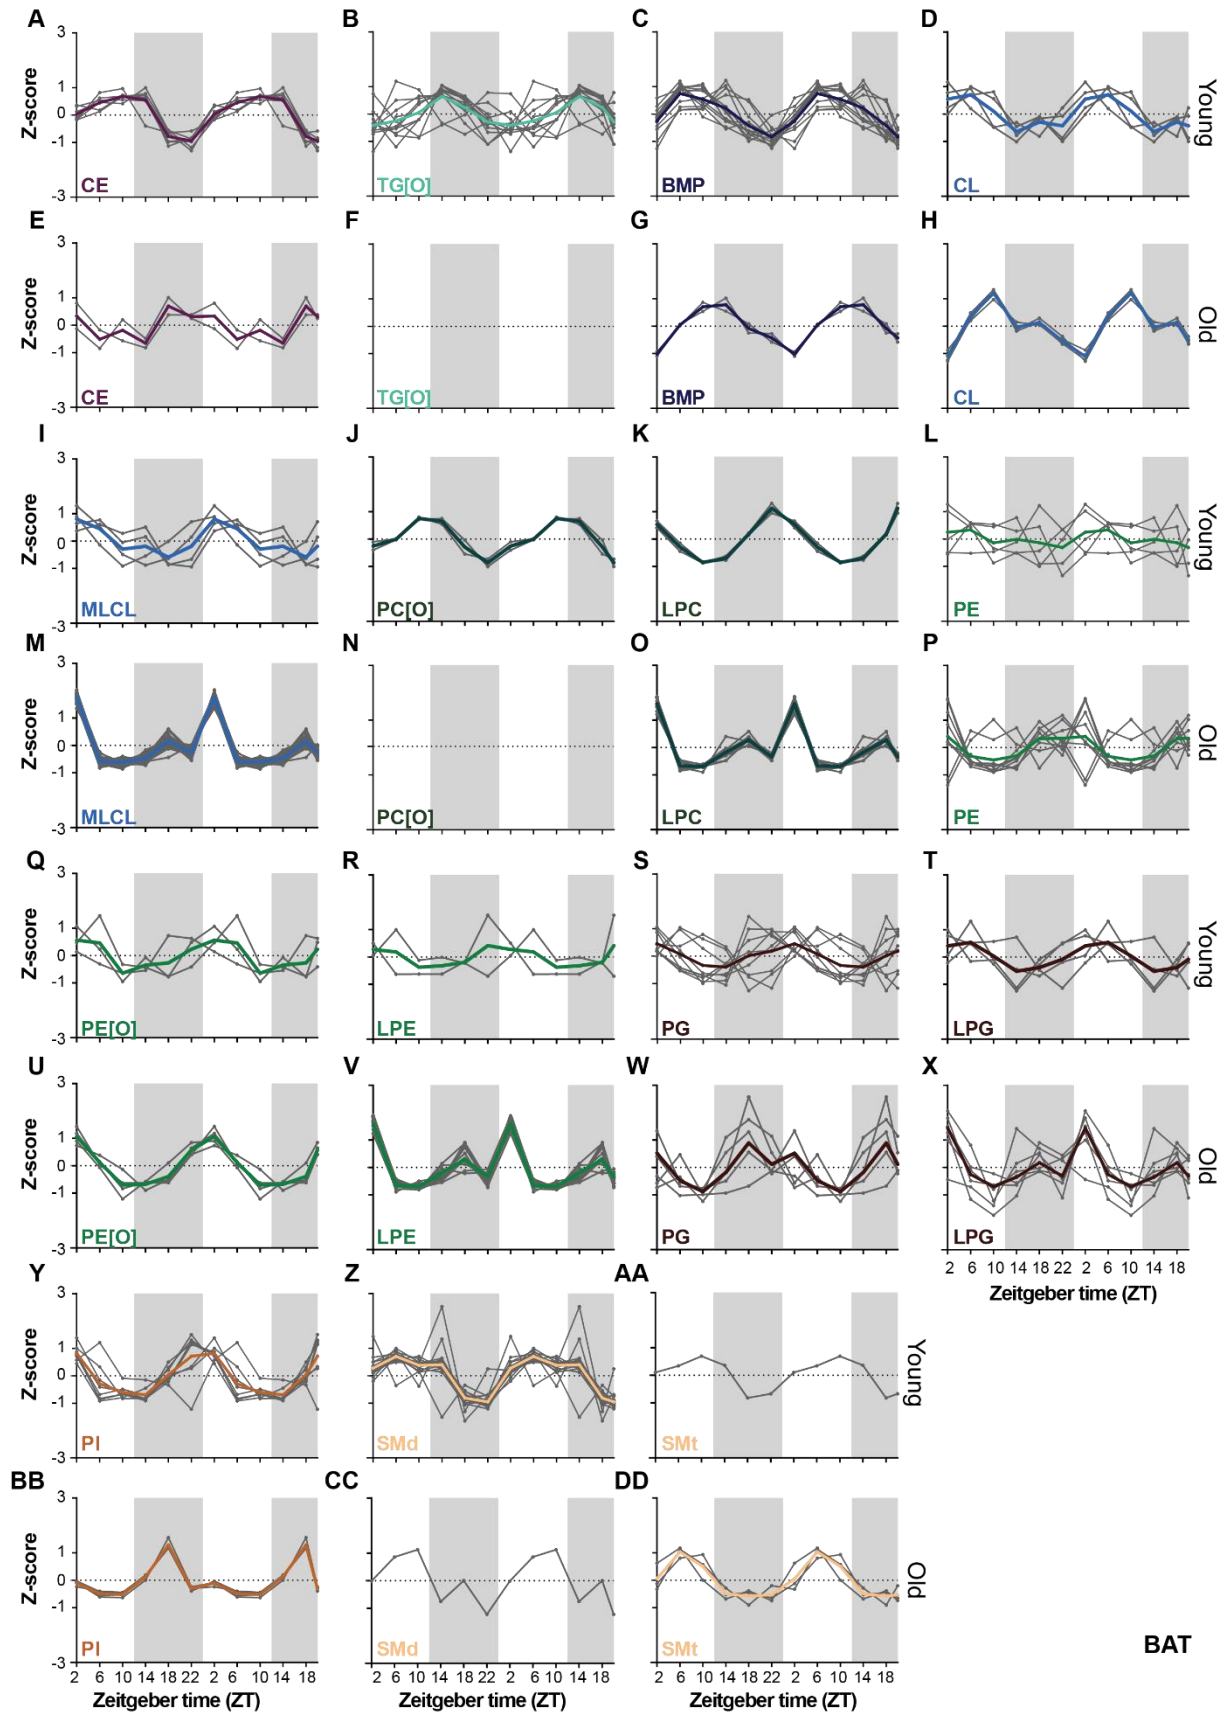 A B C D
3 1 0 -1 -3
Z-score
CE TG[O] BMP CL
Young
E F G H
3 1 0 -1 -3
Z-score
CE TG[O] BMP CL
Old
I J K L
3 1 0 -1 -3
Z-score
MLCL PC[O] LPC PE
Young
M N O P
3 1 0 -1 -3
Z-score
MLCL PC[O] LPC PE
Old
Q R S T
3 1 0 -1 -3
Z-score
PE[O] LPE PG LPG
Young
U V W X
3 1 0 -1 -3
Z-score
PE[O] LPE PG LPG
Old
2 6 10 14 18 22 2 6 10 14 18
Zeitgeber time (ZT)
Y Z AA
3 1 0 -1 -3
Z-score
PI SMd SMt
Young
BB CC DD
3 1 0 -1 -3
Z-score
PI SMd SMt
Old
BAT
2 6 10 14 18 22 2 6 10 14 18 2 6 10 14 18 22 2 6 10 14 18 2 6 10 14 18 22 2 6 10 14 18
Zeitgeber time (ZT) Zeitgeber time (ZT) Zeitgeber time (ZT)